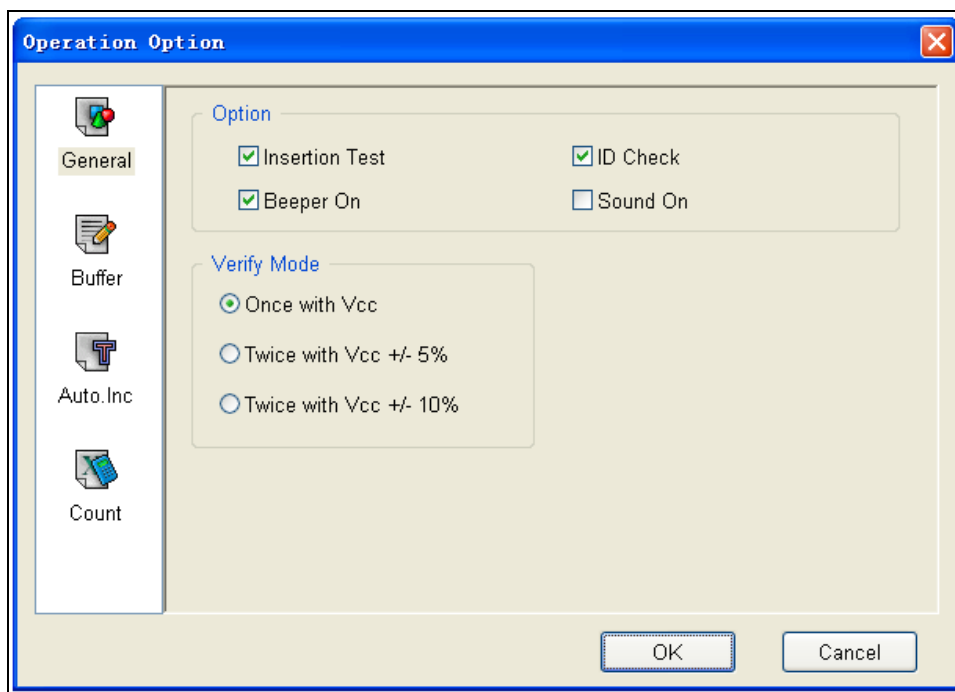 Operation Option
General
Buffer
Auto.Inc
Count
Option
Insertion Test
ID Check
Beeper On
Sound On
Verify Mode
Once with Vcc
Twice with Vcc +/- 5%
Twice with Vcc +/- 10%
OK
Cancel